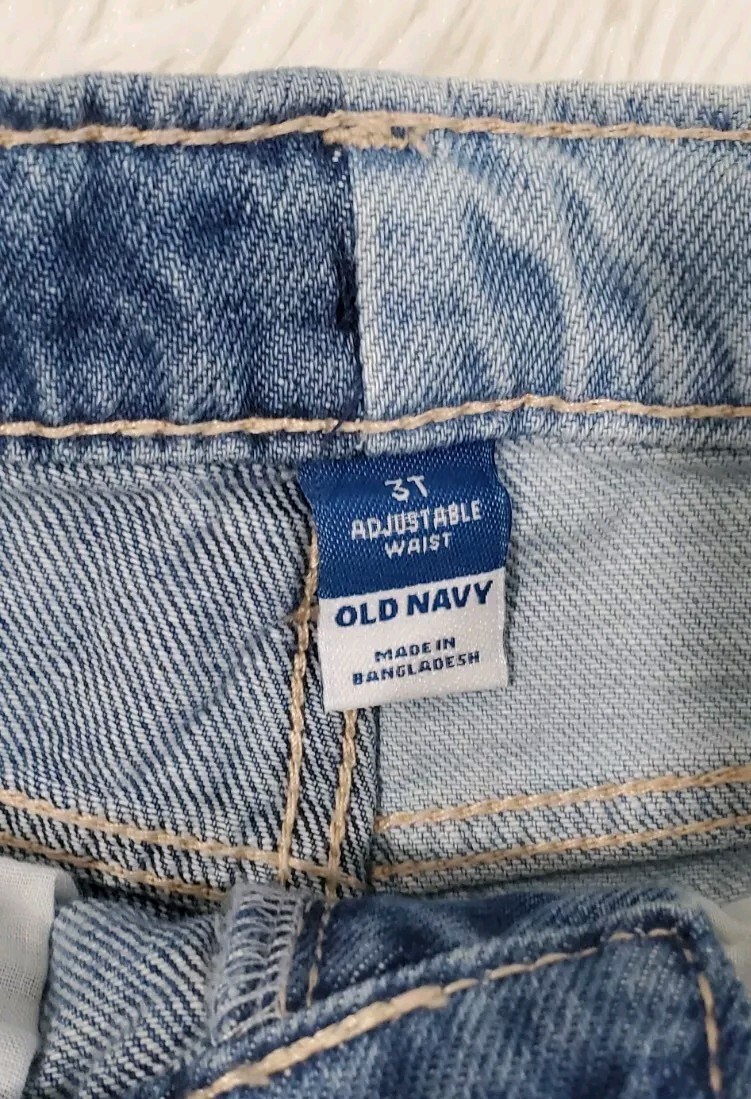 3T
ADJUSTABLE
WAIST
OLD NAVY
MADE IN
BANGLADESH